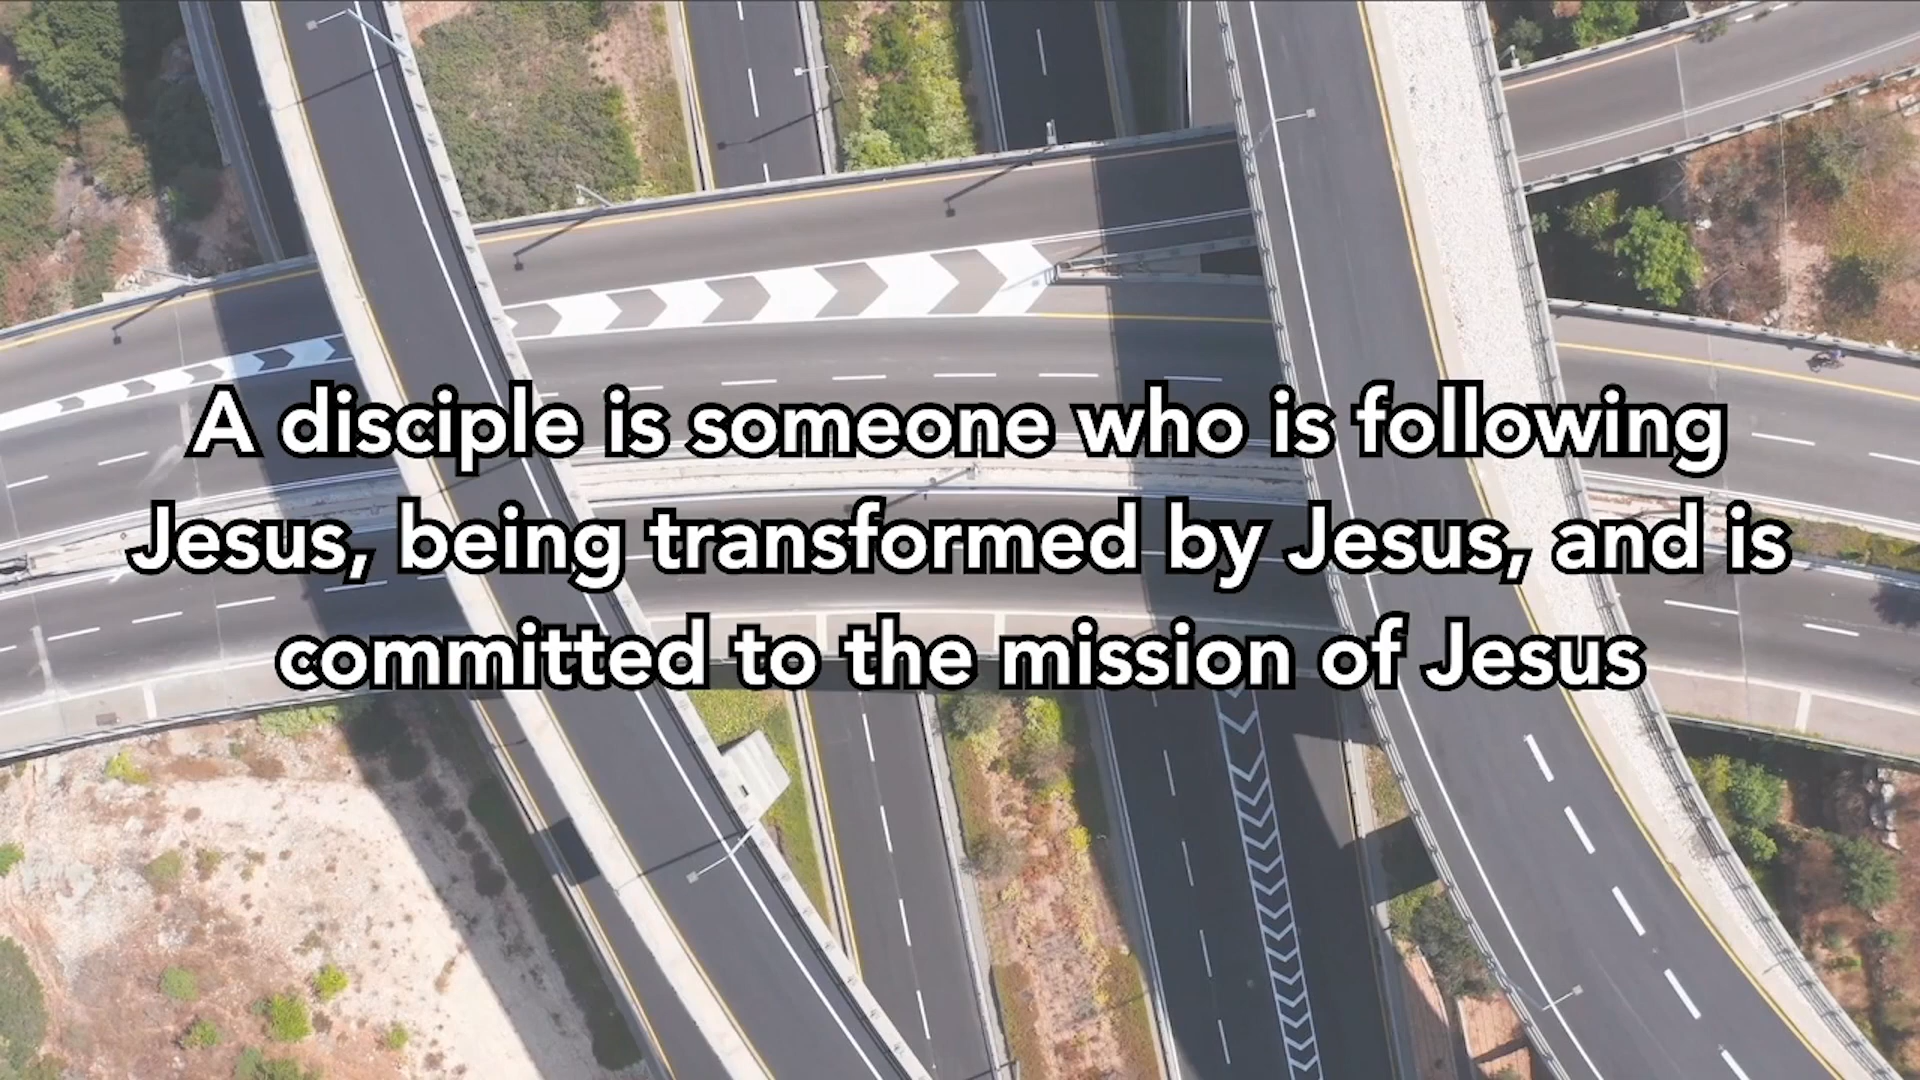 A disciple is someone who is following
Jesus, being transformed by Jesus, and is
committed to the mission of Jesus